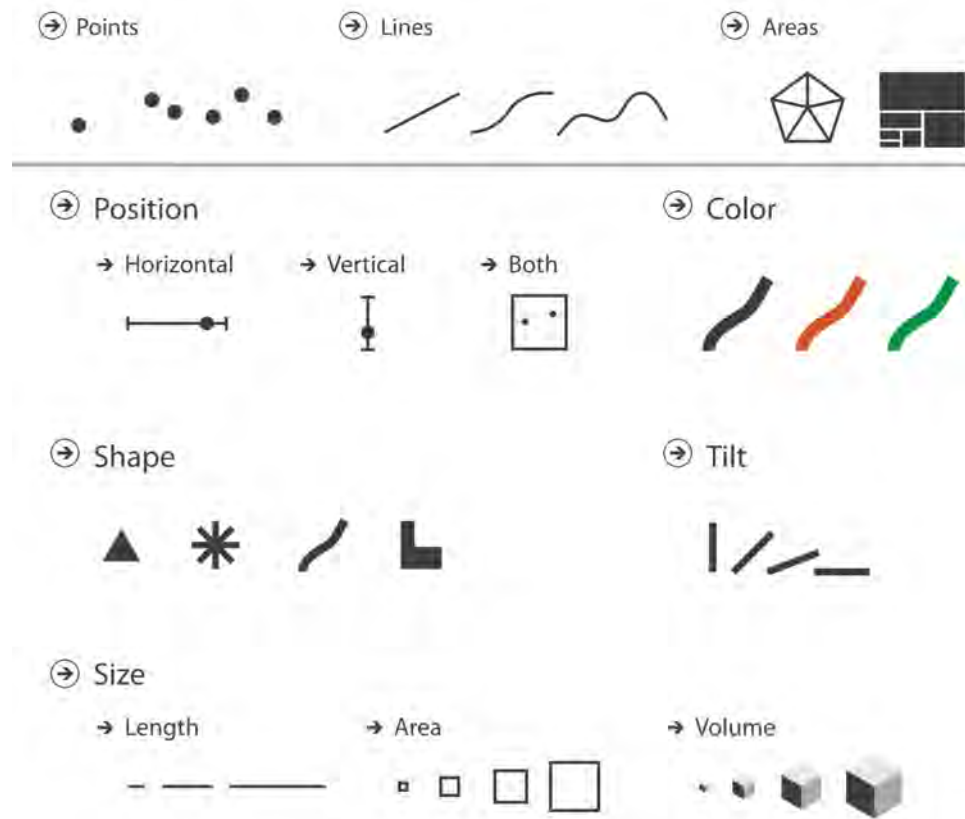 Points
Lines
Areas
Position
Color
Horizontal
Vertical
Both
Shape
Tilt
Size
Length
Area
Volume